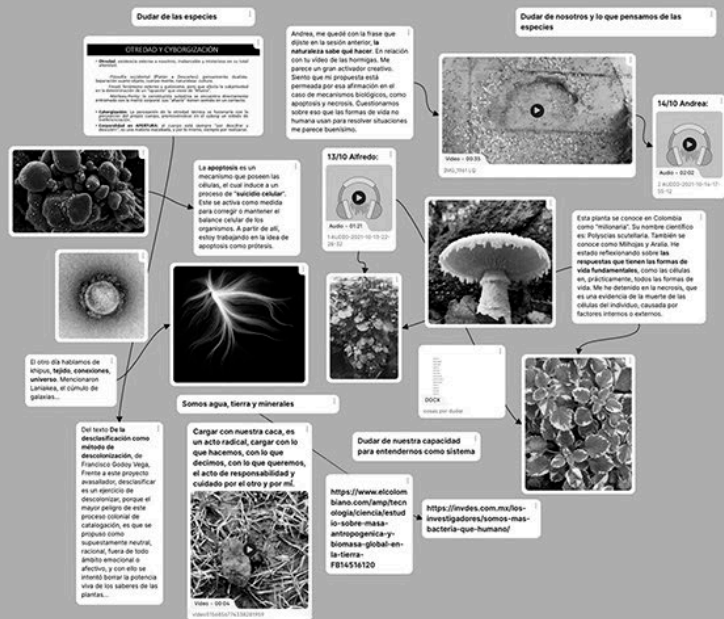 Dudar de las especies
OTREDAD Y CYBORGIZACIÓN
Andrea, me quedé con la frase que
dijiste en la sesión anterior, la
naturaleza sabe qué hacer. En relación
con tu vídeo de las hormigas. Me
parece un gran activador creativo.
Siento que mi propuesta está
permeada por esa afirmación en el
caso de mecanismos biológicos, como
apoptosis y necrosis. Cuestionarnos
sobre eso que las formas de vida no
humana usan para resolver situaciones
me parece buenísimo.
Dudar de nosotros y lo que pensamos de las
especies
Video - 00:35
14/10 Andrea:
Audio - 02:02
La apoptosis es un
mecanismo que poseen las
células, el cual induce a un
proceso de "suicidio celular".
Este se activa como medida
para corregir o mantener el
balance celular de los
organismos. A partir de allí,
estoy trabajando en la idea de
apoptosis como prótesis.
13/10 Alfredo:
Audio - 01:21
Esta planta se conoce en Colombia
como "millonaria". Su nombre científico
es: Polyscias scutellaria. También se
conoce como Milhojas y Aralia. He
estado reflexionando sobre las
respuestas que tienen las formas de
vida fundamentales, como las células
en, prácticamente, todos las formas de
vida. Me he detenido en la necrosis, que
es una evidencia de la muerte de las
células del individuo, causada por
factores internos o externos.
El otro día hablamos de
khipus, tejido, conexiones,
universo. Mencionaron
Laniakea, el cúmulo de
galaxias...
DOCX
cosas por dudar
Somos agua, tierra y minerales
Del texto De la
desclasificación como
método de
descolonización, de
Francisco Godoy Vega,
Frente a este proyecto
avasallador, desclasificar
es un ejercicio de
descolonizar, porque el
mayor peligro de este
proceso colonial de
catalogación, es que se
propuso como
supuestamente neutral,
racional, fuera de todo
ámbito emocional o
afectivo, y con ello se
intentó borrar la potencia
viva de los saberes de las
plantas...
Cargar con nuestra caca, es
un acto radical, cargar con lo
que hacemos, con lo que
decimos, con lo que queremos,
el acto de responsabilidad y
cuidado por el otro y por mí.
Video - 00:04
Dudar de nuestra capacidad
para entendernos como sistema
https://www.elcolom
biano.com/amp/tecn
ologia/ciencia/estud
io-sobre-masa-
antropogenica-y-
biomasa-global-en-
la-tierra-
FB14516120
https://invdes.com.mx/los-
investigadores/somos-mas-
bacteria-que-humano/